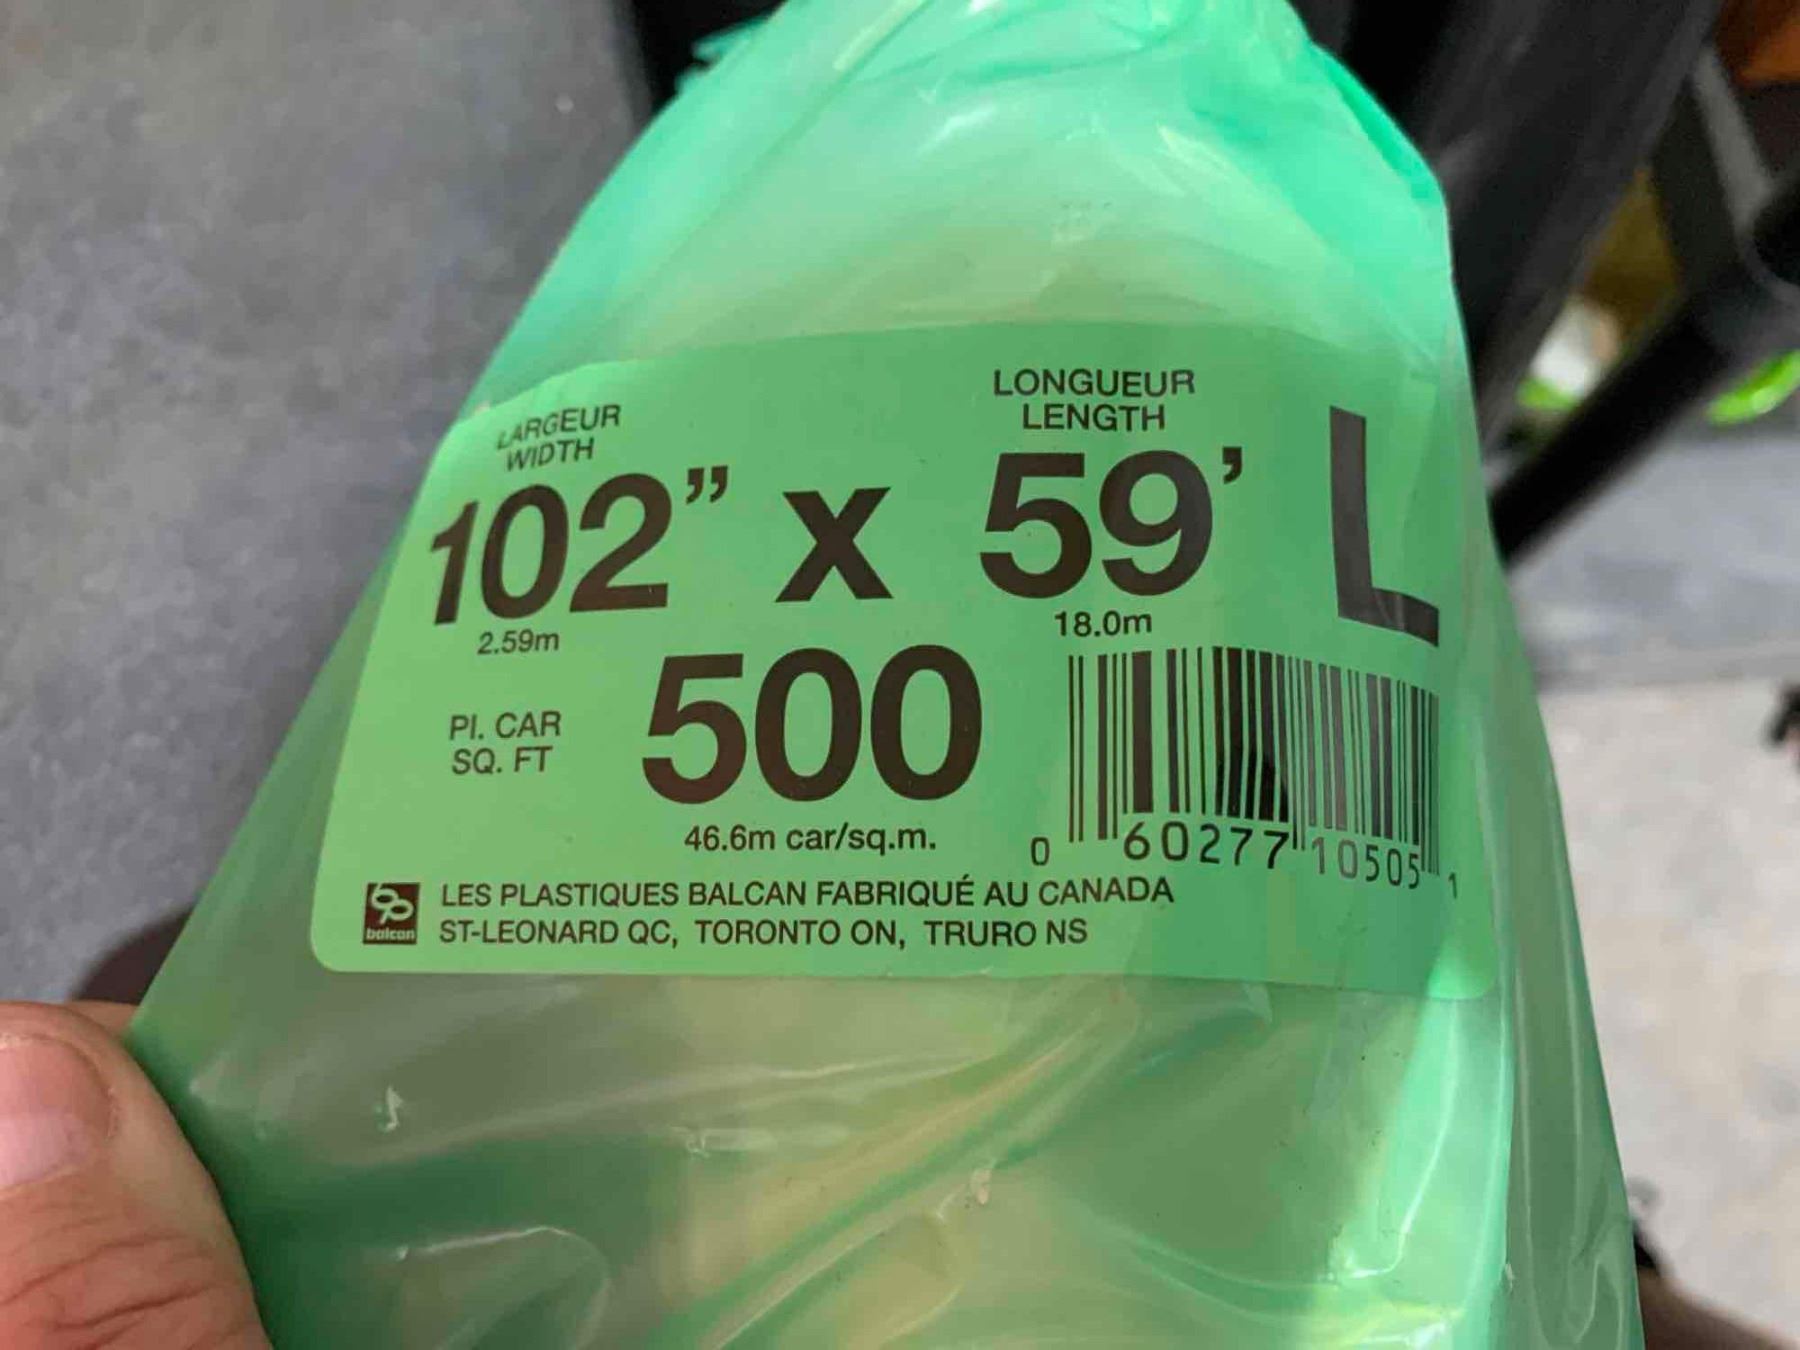 LARGEUR
WIDTH
LONGUEUR
LENGTH
102” x 59’ L
2.59m
18.0m
PI. CAR
SQ. FT
500
46.6m car/sq.m.
0 60277 10505 1
balcan
LES PLASTIQUES BALCAN FABRIQUÉ AU CANADA
ST-LEONARD QC, TORONTO ON, TRURO NS